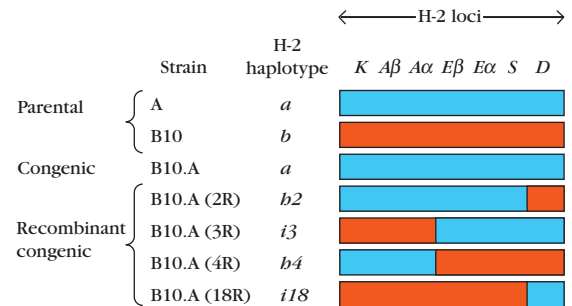 H-2 loci
H-2
Strain haplotype K Aβ Aα Eβ Eα S D
Parental
A a
B10 b
Congenic B10.A a
Recombinant
congenic
B10.A (2R) h2
B10.A (3R) i3
B10.A (4R) h4
B10.A (18R) i18